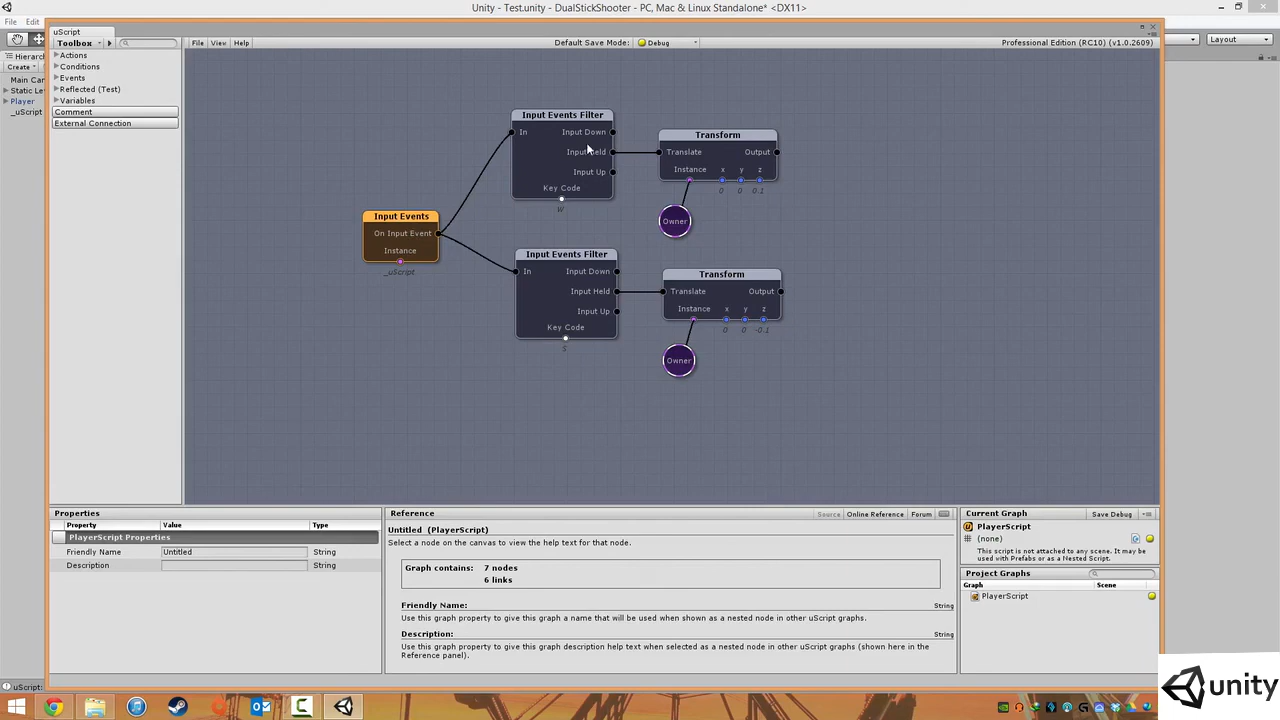 Unity - Test.unity - DualStickShooter - PC, Mac & Linux Standalone* <DX11>
File Edit
uScript
Toolbox
File View Help
Default Save Mode: Debug
Professional Edition (RC10) (v1.0.2609)
Layout
Hierarch
Create
Main Can
Static Le
Player
_uScript
Actions
Conditions
Events
Reflected (Test)
Variables
Comment
External Connection
Input Events
On Input Event
Instance
_uScript
Input Events Filter
In
Input Down
Input Held
Input Up
Key Code
W
Transform
Translate
Output
Instance
x y z
0 0 0.1
Owner
Input Events Filter
In
Input Down
Input Held
Input Up
Key Code
S
Transform
Translate
Output
Instance
x y z
0 0 -0.1
Owner
Properties
Property Value Type
PlayerScript Properties
Friendly Name Untitled String
Description String
Reference
Source Online Reference Forum
Untitled (PlayerScript)
Select a node on the canvas to view the help text for that node.
Graph contains: 7 nodes
6 links
Friendly Name: String
Use this graph property to give this graph a name that will be used when shown as a nested node in other uScript graphs.
Description: String
Use this graph property to give this graph description help text when selected as a nested node in other uScript graphs (shown here in the
Reference panel).
Current Graph
Save Debug
PlayerScript
(none)
This script is not attached to any scene. It may be
used with Prefabs or as a Nested Script.
Project Graphs
Graph Scene
PlayerScript
uScript:
unity